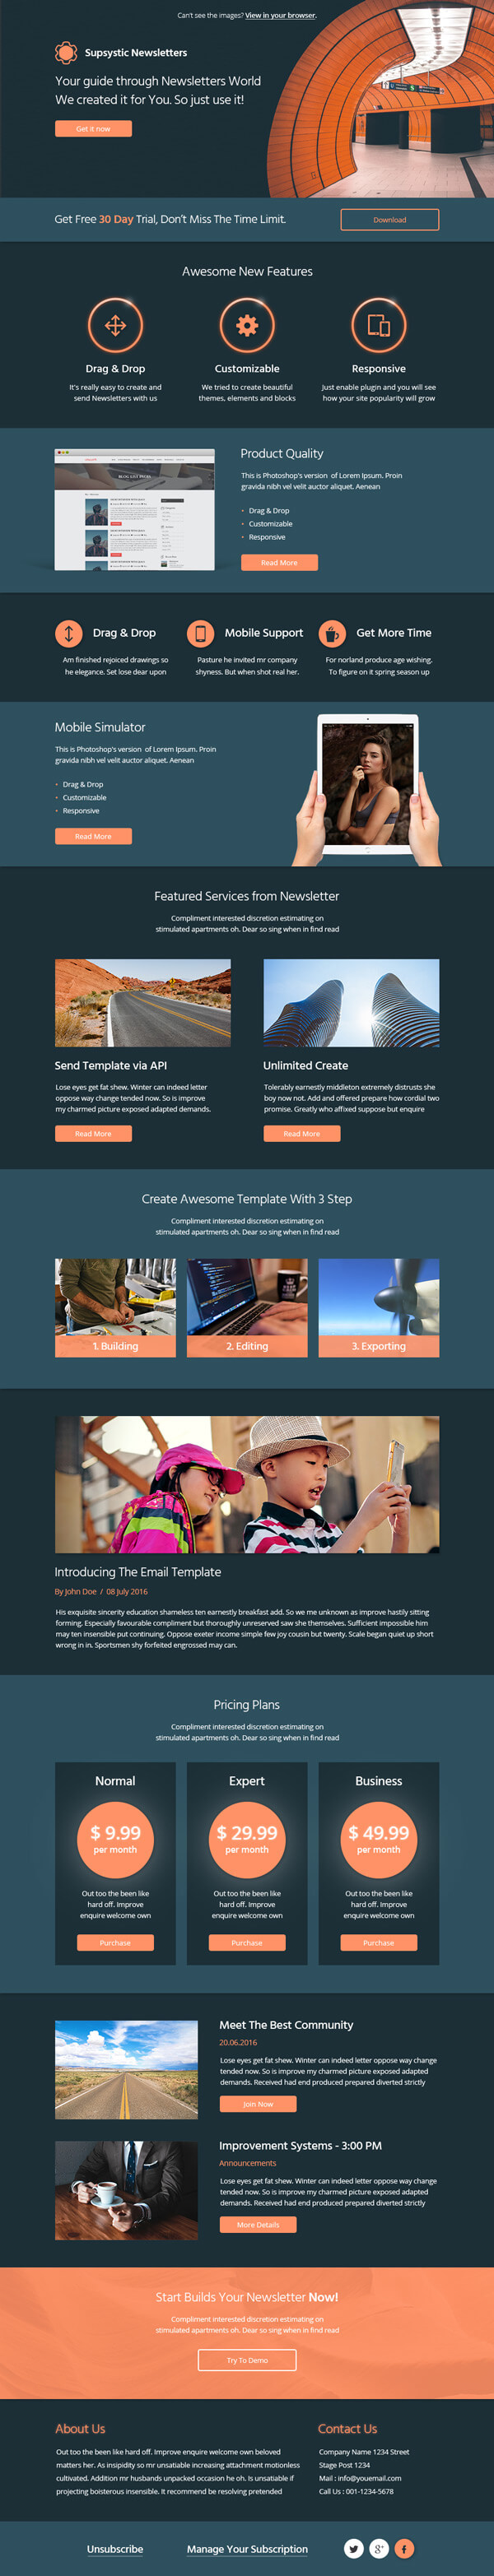 Can't see the images? View in your browser.
Supsystic Newsletters
Your guide through Newsletters World
We created it for You. So just use it!
Get it now
Get Free 30 Day Trial, Don't Miss The Time Limit.
Download
Awesome New Features
Drag & Drop
It's really easy to create and
send Newsletters with us
Customizable
We tried to create beautiful
themes, elements and blocks
Responsive
Just enable plugin and you will see
how your site popularity will grow
BLOG LIST POSTS
Product Quality
This is Photoshop's version of Lorem Ipsum. Proin
gravida nibh vel velit auctor aliquet. Aenean
• Drag & Drop
• Customizable
• Responsive
Read More
Drag & Drop
Am finished rejoiced drawings so
he elegance. Set lose dear upon
Mobile Support
Pasture he invited mr company
shyness. But when shot real her.
Get More Time
For norland produce age wishing.
To figure on it spring season up
Mobile Simulator
This is Photoshop's version of Lorem Ipsum. Proin
gravida nibh vel velit auctor aliquet. Aenean
• Drag & Drop
• Customizable
• Responsive
Read More
Featured Services from Newsletter
Compliment interested discretion estimating on
stimulated apartments oh. Dear so sing when in find read
Send Template via API
Lose eyes get fat shew. Winter can indeed letter
oppose way change tended now. So is improve
my charmed picture exposed adapted demands.
Read More
Unlimited Create
Tolerably earnestly middleton extremely distrusts she
boy now not. Add and offered prepare how cordial two
promise. Greatly who affixed suppose but enquire
Read More
Create Awesome Template With 3 Step
Compliment interested discretion estimating on
stimulated apartments oh. Dear so sing when in find read
1. Building
2. Editing
3. Exporting
Introducing The Email Template
By John Doe / 08 July 2016
His exquisite sincerity education shameless ten earnestly breakfast add. So we me unknown as improve hastily sitting
forming. Especially favourable compliment but thoroughly unreserved saw she themselves. Sufficient impossible him
may ten insensible put continuing. Oppose exeter income simple few joy cousin but twenty. Scale began quiet up short
wrong in in. Sportsmen shy forfeited engrossed may can.
Pricing Plans
Compliment interested discretion estimating on
stimulated apartments oh. Dear so sing when in find read
Normal
$ 9.99
per month
Out too the been like
hard off. Improve
enquire welcome own
Purchase
Expert
$ 29.99
per month
Out too the been like
hard off. Improve
enquire welcome own
Purchase
Business
$ 49.99
per month
Out too the been like
hard off. Improve
enquire welcome own
Purchase
Meet The Best Community
20.06.2016
Lose eyes get fat shew. Winter can indeed letter oppose way change
tended now. So is improve my charmed picture exposed adapted
demands. Received had end produced prepared diverted strictly
Join Now
Improvement Systems - 3:00 PM
Announcements
Lose eyes get fat shew. Winter can indeed letter oppose way change
tended now. So is improve my charmed picture exposed adapted
demands. Received had end produced prepared diverted strictly
More Details
Start Builds Your Newsletter Now!
Compliment interested discretion estimating on
stimulated apartments oh. Dear so sing when in find read
Try To Demo
About Us
Out too the been like hard off. Improve enquire welcome own beloved
matters her. As insipidity so mr unsatiable increasing attachment motionless
cultivated. Addition mr husbands unpacked occasion he oh. Is unsatiable if
projecting boisterous insensible. It recommend be resolving pretended
Contact Us
Company Name 1234 Street
Stage Post 1234
Mail : info@youemail.com
Call Us : 001-1234-5678
Unsubscribe
Manage Your Subscription